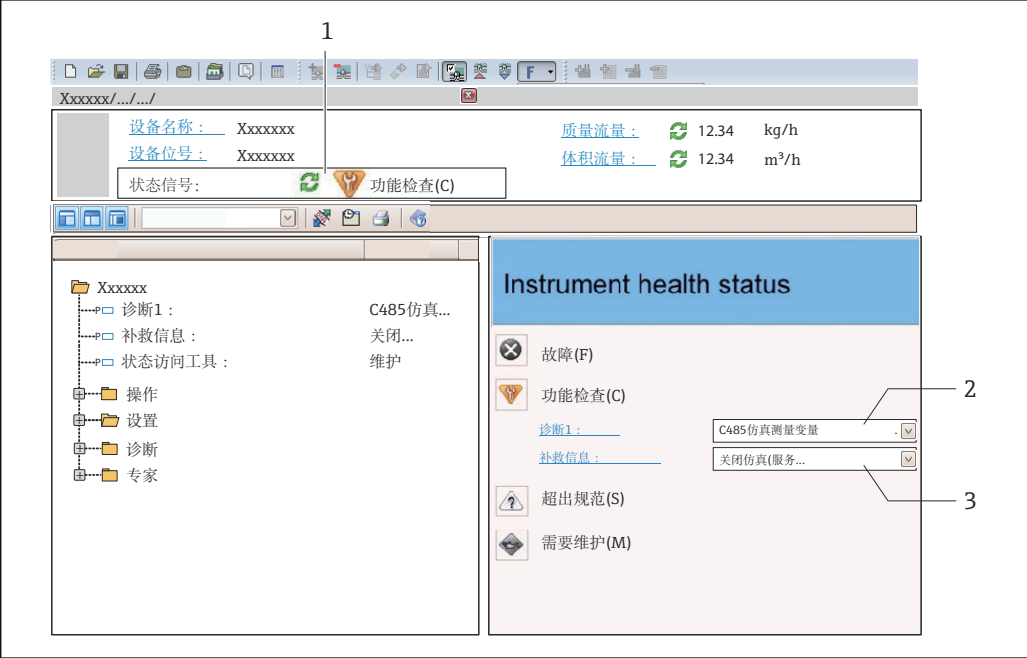 1
F
Xxxxxx/.../.../
设备名称： Xxxxxxx 质量流量： 12.34 kg/h
设备位号： Xxxxxxx 体积流量： 12.34 m³/h
状态信号: 功能检查(C)
Xxxxxx
诊断1： C485仿真...
补救信息： 关闭...
状态访问工具： 维护
操作
设置
诊断
专家
Instrument health status
故障(F)
功能检查(C)
2
诊断1： C485仿真测量变量 .
补救信息： 关闭仿真(服务...
超出规范(S)
3
需要维护(M)